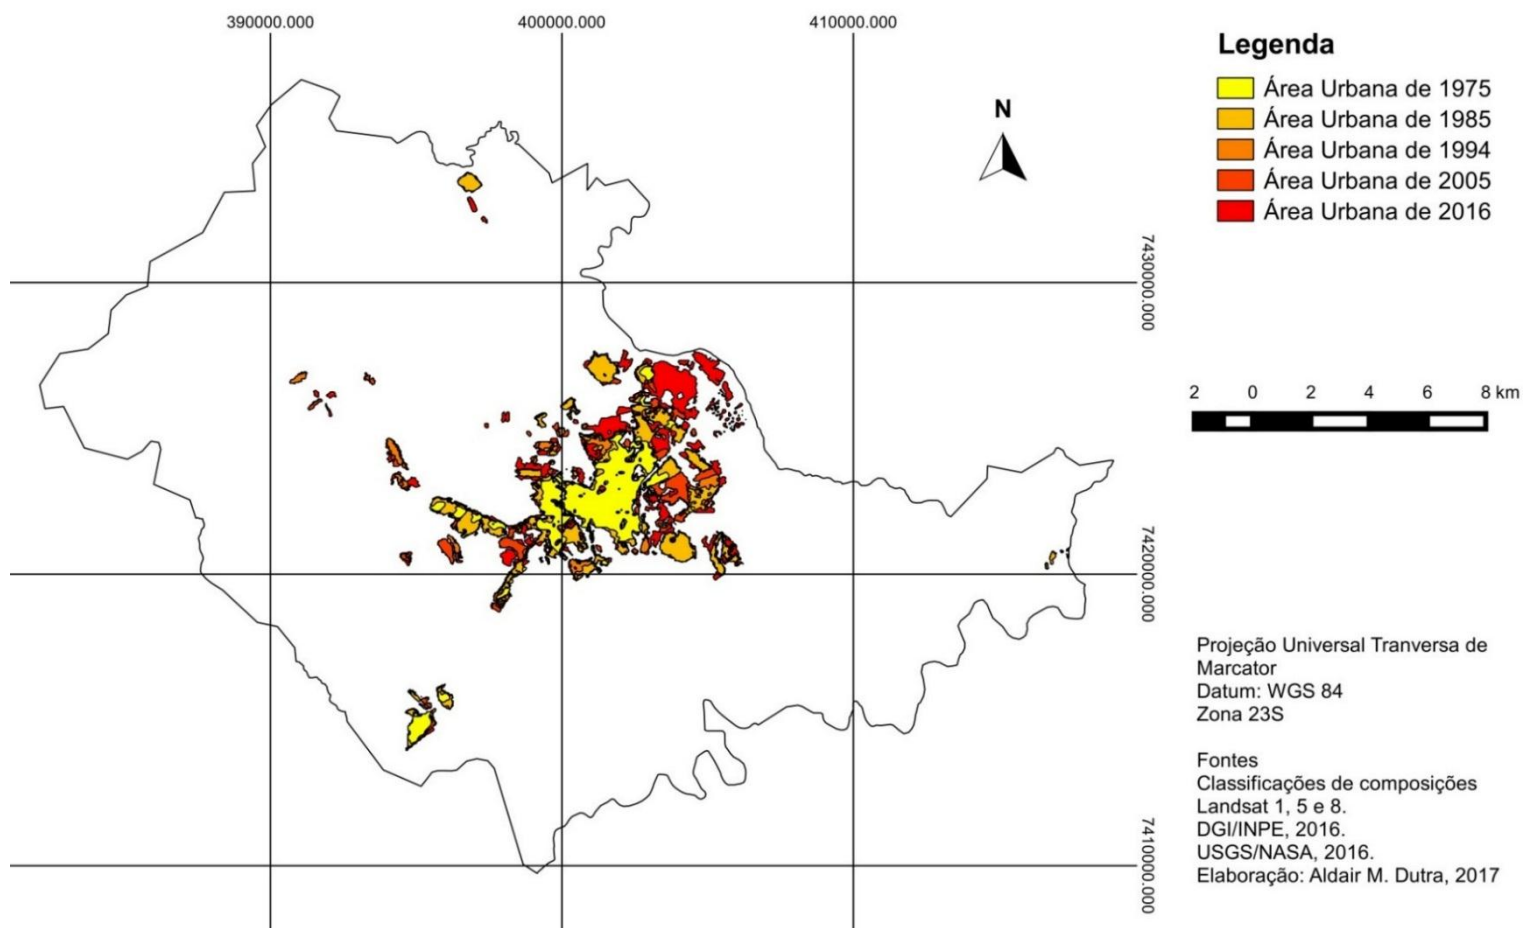 390000.000
400000.000
410000.000
Legenda
Área Urbana de 1975
Área Urbana de 1985
Área Urbana de 1994
Área Urbana de 2005
Área Urbana de 2016
N
7430000.000
2 0 2 4 6 8 km
7420000.000
Projeção Universal Tranversa de
Marcator
Datum: WGS 84
Zona 23S
Fontes
Classificações de composições
Landsat 1, 5 e 8.
DGI/INPE, 2016.
USGS/NASA, 2016.
Elaboração: Aldair M. Dutra, 2017
7410000.000